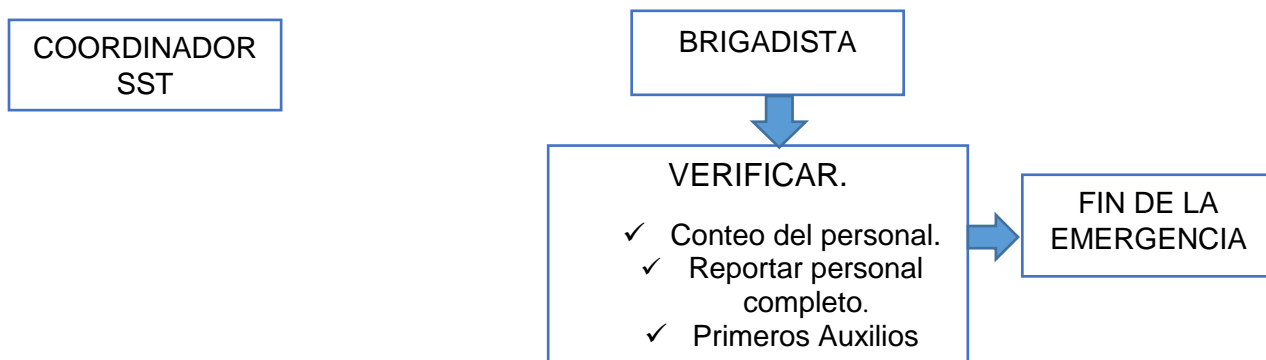 COORDINADOR
SST
BRIGADISTA
VERIFICAR.
✓ Conteo del personal.
✓ Reportar personal
completo.
✓ Primeros Auxilios
FIN DE LA
EMERGENCIA